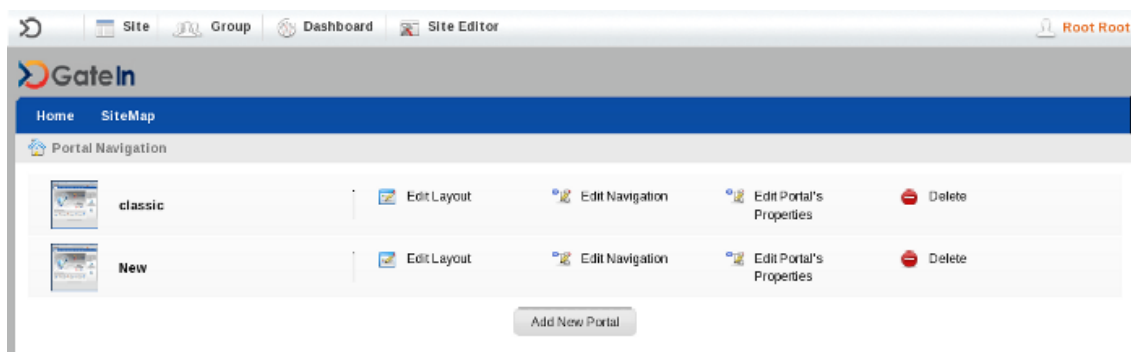 Site Group Dashboard Site Editor Root Root
GateIn
Home SiteMap
Portal Navigation
classic Edit Layout Edit Navigation Edit Portal's Properties Delete
New Edit Layout Edit Navigation Edit Portal's Properties Delete
Add New Portal